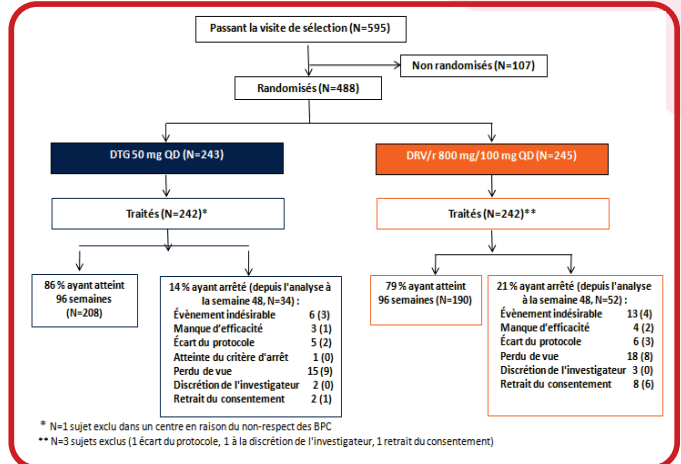 Passant la visite de sélection (N=595)
Non randomisés (N=107)
Randomisés (N=488)
DTG 50 mg QD (N=243)
DRV/r 800 mg/100 mg QD (N=245)
Traités (N=242)*
Traités (N=242)**
86 % ayant atteint
96 semaines
(N=208)
14 % ayant arrêté (depuis l'analyse à
la semaine 48, N=34) :
Évènement indésirable 6 (3)
Manque d'efficacité 3 (1)
Écart du protocole 5 (2)
Atteinte du critère d'arrêt 1 (0)
Perdu de vue 15 (9)
Discrétion de l'investigateur 2 (0)
Retrait du consentement 2 (1)
79 % ayant atteint
96 semaines (N=190)
21 % ayant arrêté (depuis l'analyse
à la semaine 48, N=52) :
Évènement indésirable 13 (4)
Manque d'efficacité 4 (2)
Écart du protocole 6 (3)
Perdu de vue 18 (8)
Discrétion de l'investigateur 3 (0)
Retrait du consentement 8 (6)
* N=1 sujet exclu dans un centre en raison du non-respect des BPC
** N=3 sujets exclus (1 écart du protocole, 1 à la discrétion de l'investigateur, 1 retrait du consentement)